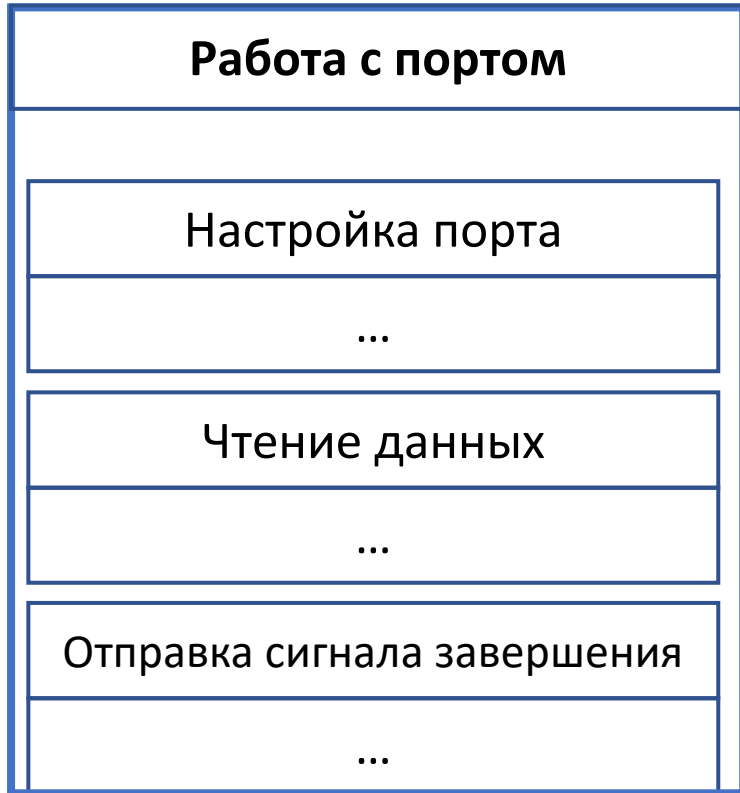 Работа с портом
Настройка порта
...
Чтение данных
...
Отправка сигнала завершения
...